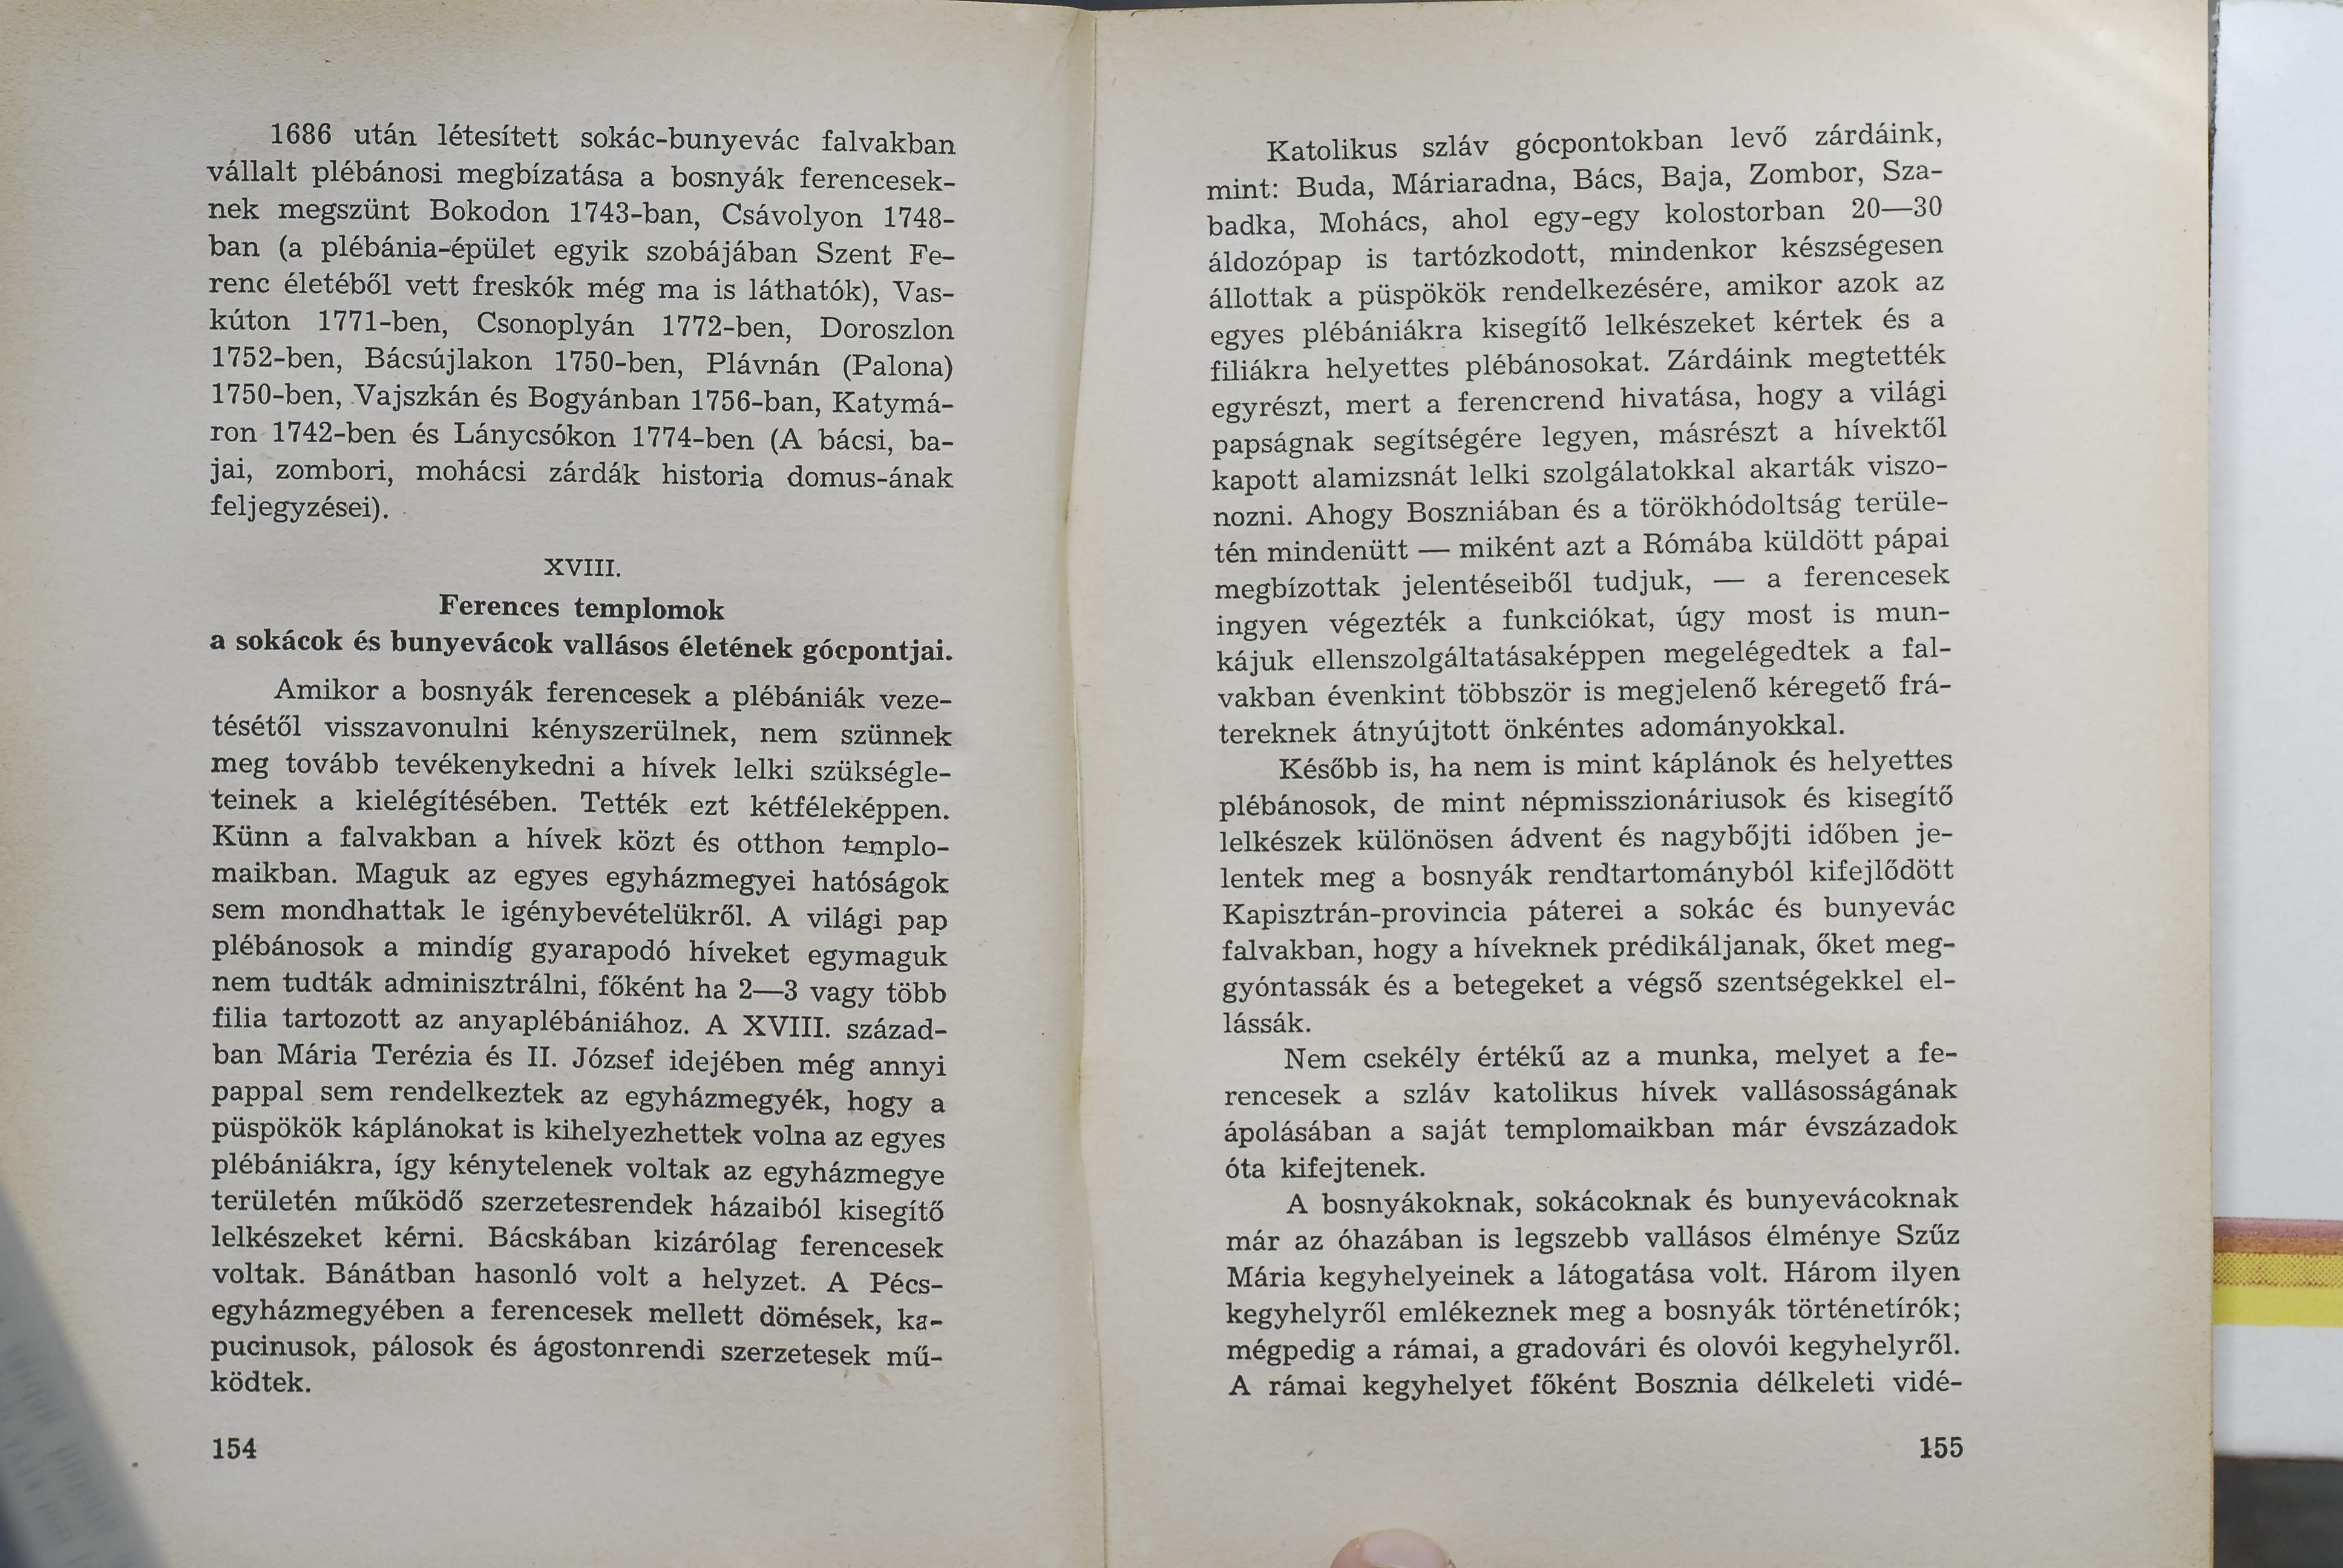 1686 után létesített sokác-bunyevác falvakban
vállalt plébánosi megbízatása a bosnyák ferencesek-
nek megszünt Bokodon 1743-ban, Csávolyon 1748-
ban (a plébánia-épület egyik szobájában Szent Fe-
renc életéből vett freskók még ma is láthatók), Vas-
kúton 1771-ben, Csonoplyán 1772-ben, Doroszlon
1752-ben, Bácsújlakon 1750-ben, Plávnán (Palona)
1750-ben, Vajszkán és Bogyánban 1756-ban, Katymá-
ron 1742-ben és Lánycsókon 1774-ben (A bácsi, ba-
jai, zombori, mohácsi zárdák historia domus-ának
feljegyzései).
XVIII.
Ferences templomok
a sokácok és bunyevácok vallásos életének gócpontjai.
Amikor a bosnyák ferencesek a plébániák veze-
tésétől visszavonulni kényszerülnek, nem szünnek
meg tovább tevékenykedni a hívek lelki szükségle-
teinek a kielégítésében. Tették ezt kétféleképpen.
Künn a falvakban a hívek közt és otthon templo-
maikban. Maguk az egyes egyházmegyei hatóságok
sem mondhattak le igénybevételükről. A világi pap
plébánosok a mindíg gyarapodó híveket egymaguk
nem tudták adminisztrálni, főként ha 2—3 vagy több
filia tartozott az anyaplébániához. A XVIII. század-
ban Mária Terézia és II. József idejében még annyi
pappal sem rendelkeztek az egyházmegyék, hogy a
püspökök káplánokat is kihelyezhettek volna az egyes
plébániákra, így kénytelenek voltak az egyházmegye
területén működő szerzetesrendek házaiból kisegítő
lelkészeket kérni. Bácskában kizárólag ferencesek
voltak. Bánátban hasonló volt a helyzet. A Pécs-
egyházmegyében a ferencesek mellett dömések, ka-
pucinusok, pálosok és ágostonrendi szerzetesek mű-
ködtek.
154
Katolikus szláv gócpontokban levő zárdáink,
mint: Buda, Máriaradna, Bács, Baja, Zombor, Sza-
badka, Mohács, ahol egy-egy kolostorban 20—30
áldozópap is tartózkodott, mindenkor készségesen
állottak a püspökök rendelkezésére, amikor azok az
egyes plébániákra kisegítő lelkészeket kértek és a
filiákra helyettes plébánosokat. Zárdáink megtették
egyrészt, mert a ferencrend hivatása, hogy a világi
papságnak segítségére legyen, másrészt a hívektől
kapott alamizsnát lelki szolgálatokkal akarták viszo-
nozni. Ahogy Boszniában és a törökhódoltság terüle-
tén mindenütt — miként azt a Rómába küldött pápai
megbízottak jelentéseiből tudjuk, — a ferencesek
ingyen végezték a funkciókat, úgy most is mun-
kájuk ellenszolgáltatásaképpen megelégedtek a fal-
vakban évenkint többször is megjelenő kéregető frá-
tereknek átnyújtott önkéntes adományokkal.
Később is, ha nem is mint káplánok és helyettes
plébánosok, de mint népmisszionáriusok és kisegítő
lelkészek különösen ádvent és nagybőjti időben je-
lentek meg a bosnyák rendtartományból kifejlődött
Kapisztrán-provincia páterei a sokác és bunyevác
falvakban, hogy a híveknek prédikáljanak, őket meg-
gyóntassák és a betegeket a végső szentségekkel el-
lássák.
Nem csekély értékű az a munka, melyet a fe-
rencesek a szláv katolikus hívek vallásosságának
ápolásában a saját templomaikban már évszázadok
óta kifejtenek.
A bosnyákoknak, sokácoknak és bunyevácoknak
már az óhazában is legszebb vallásos élménye Szűz
Mária kegyhelyeinek a látogatása volt. Három ilyen
kegyhelyről emlékeznek meg a bosnyák történetírók;
mégpedig a rámai, a gradovári és olovói kegyhelyről.
A rámai kegyhelyet főként Bosznia délkeleti vidé-
155